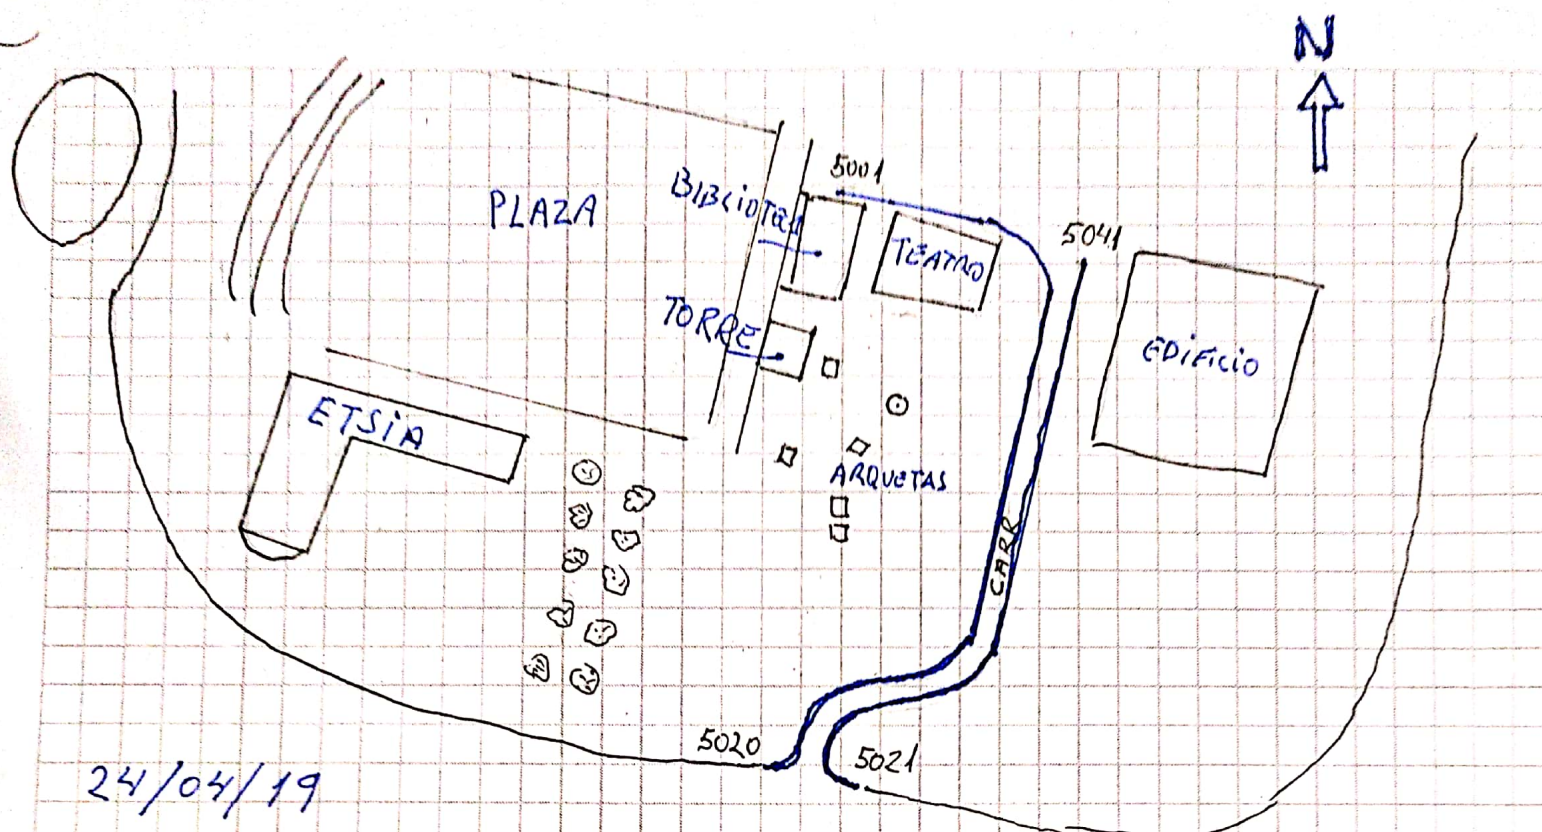 N
5001
BIBLIOTECA
PLAZA
TEATRO
5041
TORRE
EDIFICIO
ETSIA
ARQUETAS
CARR
5020
5021
24/04/19